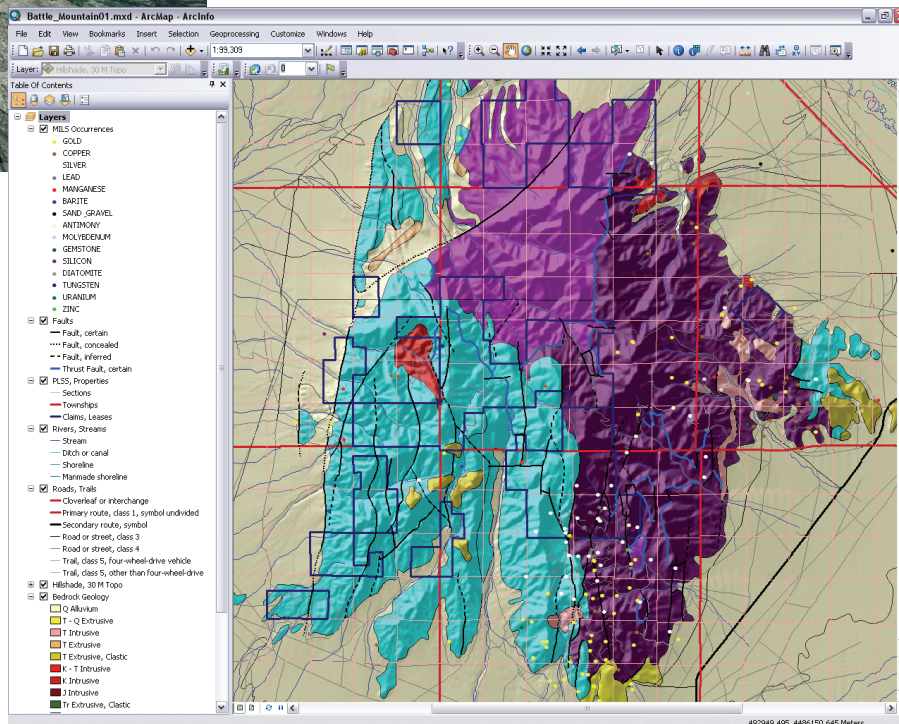 Battle_Mountain01.mxd - ArcMap - ArcInfo
File Edit View Bookmarks Insert Selection Geoprocessing Customize Windows Help
1:99,309
Layer: Hillshade, 30 M Topo
0
Table Of Contents
Layers
MILS Occurrences
GOLD
COPPER
SILVER
LEAD
MANGANESE
BARITE
SAND_GRAVEL
ANTIMONY
MOLYBDENUM
GEMSTONE
SILICON
DIATOMITE
TUNGSTEN
URANIUM
ZINC
Faults
Fault, certain
Fault, concealed
Fault, inferred
Thrust Fault, certain
PLSS, Properties
Sections
Townships
Claims, Leases
Rivers, Streams
Stream
Ditch or canal
Shoreline
Manmade shoreline
Roads, Trails
Cloverleaf or interchange
Primary route, class 1, symbol undivided
Secondary route, symbol
Road or street, class 3
Road or street, class 4
Trail, class 5, four-wheel-drive vehicle
Trail, class 5, other than four-wheel-drive
Hillshade, 30 M Topo
Bedrock Geology
Q Alluvium
T - Q Extrusive
T Intrusive
T Extrusive
T Extrusive, Clastic
K - T Intrusive
K Intrusive
J Intrusive
Tr Extrusive, Clastic
492949.495 4486150.645 Meters